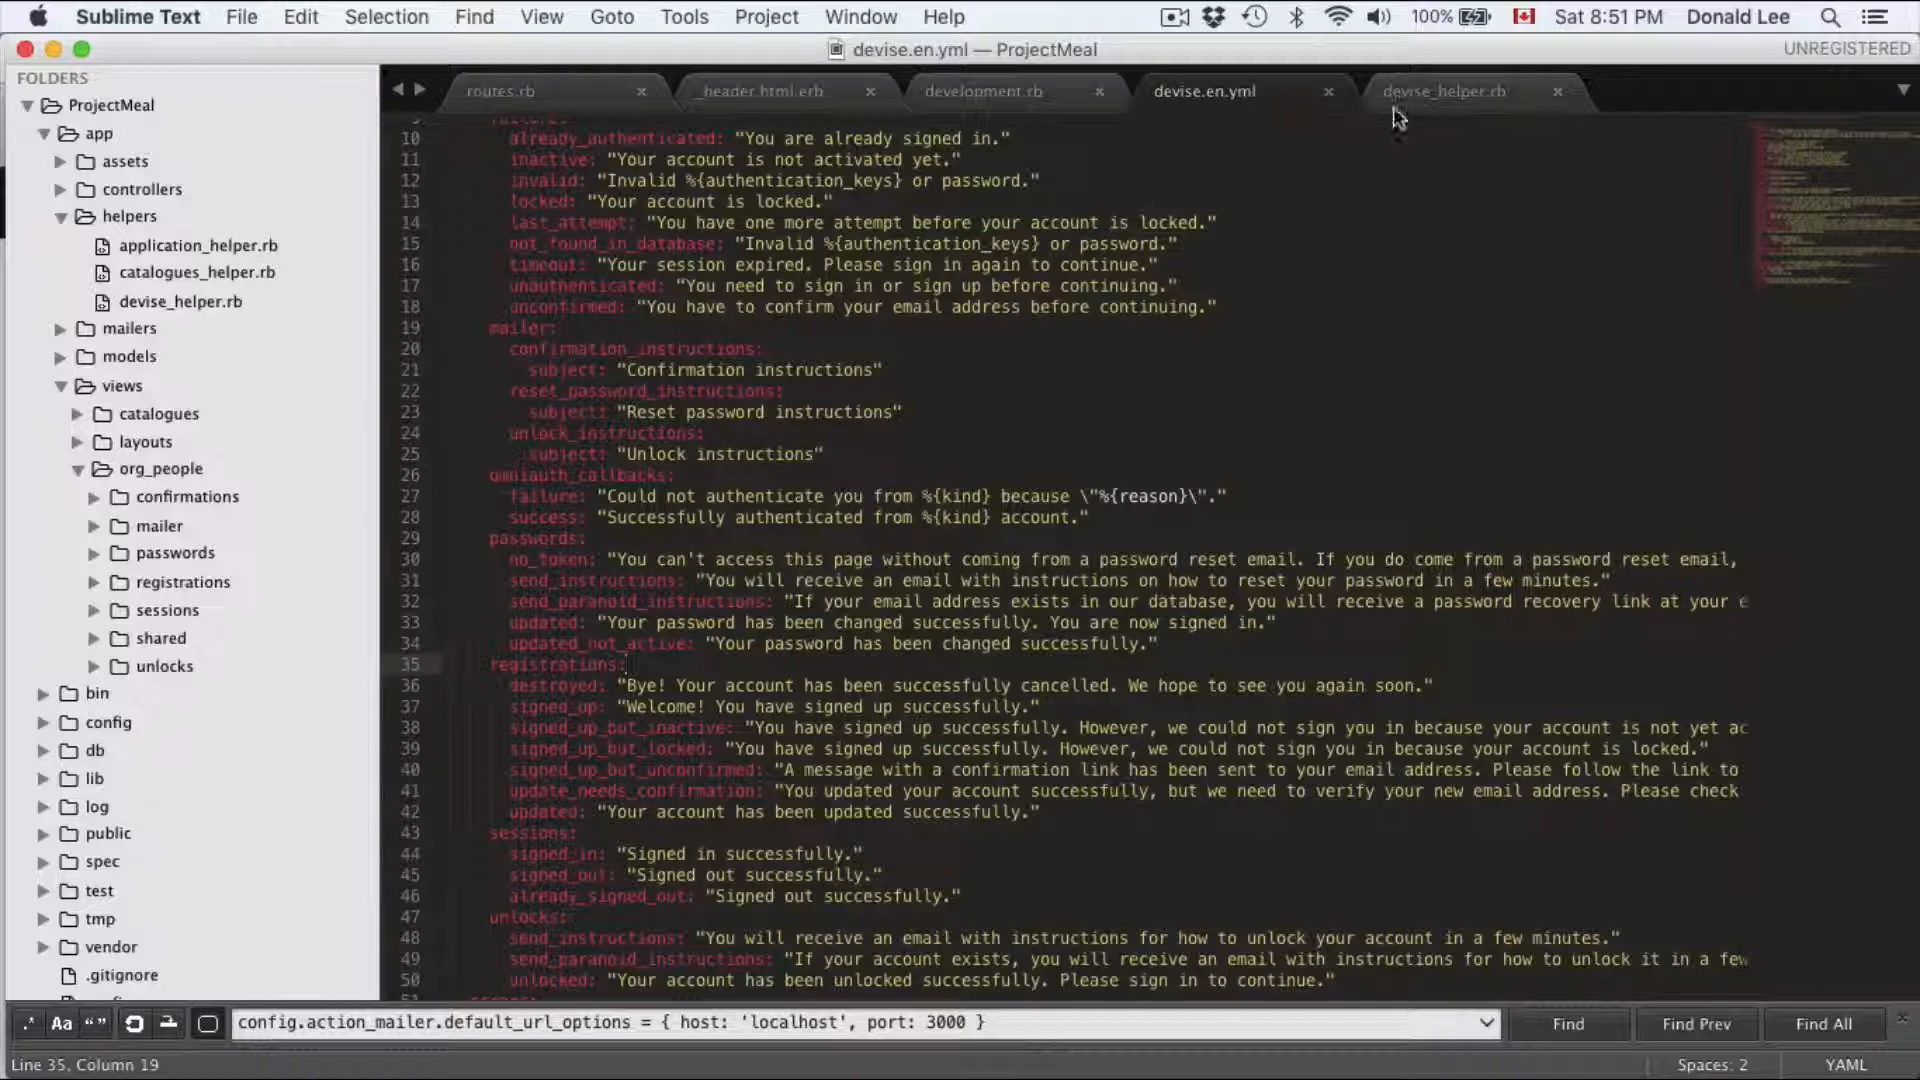 Sublime Text File Edit Selection Find View Goto Tools Project Window Help 100% Sat 8:51 PM Donald Lee
devise.en.yml — ProjectMeal UNREGISTERED
FOLDERS
ProjectMeal
app
assets
controllers
helpers
application_helper.rb
catalogues_helper.rb
devise_helper.rb
mailers
models
views
catalogues
layouts
org_people
confirmations
mailer
passwords
registrations
sessions
shared
unlocks
bin
config
db
lib
log
public
spec
test
tmp
vendor
.gitignore
routes.rb _header.html.erb development.rb devise.en.yml devise_helper.rb
10 already_authenticated: "You are already signed in."
11 inactive: "Your account is not activated yet."
12 invalid: "Invalid %{authentication_keys} or password."
13 locked: "Your account is locked."
14 last_attempt: "You have one more attempt before your account is locked."
15 not_found_in_database: "Invalid %{authentication_keys} or password."
16 timeout: "Your session expired. Please sign in again to continue."
17 unauthenticated: "You need to sign in or sign up before continuing."
18 unconfirmed: "You have to confirm your email address before continuing."
19 mailer:
20 confirmation_instructions:
21 subject: "Confirmation instructions"
22 reset_password_instructions:
23 subject: "Reset password instructions"
24 unlock_instructions:
25 subject: "Unlock instructions"
26 omniauth_callbacks:
27 failure: "Could not authenticate you from %{kind} because \"%{reason}\"."
28 success: "Successfully authenticated from %{kind} account."
29 passwords:
30 no_token: "You can't access this page without coming from a password reset email. If you do come from a password reset email,
31 send_instructions: "You will receive an email with instructions on how to reset your password in a few minutes."
32 send_paranoid_instructions: "If your email address exists in our database, you will receive a password recovery link at your e
33 updated: "Your password has been changed successfully. You are now signed in."
34 updated_not_active: "Your password has been changed successfully."
35 registrations:
36 destroyed: "Bye! Your account has been successfully cancelled. We hope to see you again soon."
37 signed_up: "Welcome! You have signed up successfully."
38 signed_up_but_inactive: "You have signed up successfully. However, we could not sign you in because your account is not yet ac
39 signed_up_but_locked: "You have signed up successfully. However, we could not sign you in because your account is locked."
40 signed_up_but_unconfirmed: "A message with a confirmation link has been sent to your email address. Please follow the link to
41 update_needs_confirmation: "You updated your account successfully, but we need to verify your new email address. Please check
42 updated: "Your account has been updated successfully."
43 sessions:
44 signed_in: "Signed in successfully."
45 signed_out: "Signed out successfully."
46 already_signed_out: "Signed out successfully."
47 unlocks:
48 send_instructions: "You will receive an email with instructions for how to unlock your account in a few minutes."
49 send_paranoid_instructions: "If your account exists, you will receive an email with instructions for how to unlock it in a few
50 unlocked: "Your account has been unlocked successfully. Please sign in to continue."
.* Aa “” config.action_mailer.default_url_options = { host: 'localhost', port: 3000 } Find Find Prev Find All
Line 35, Column 19 Spaces: 2 YAML